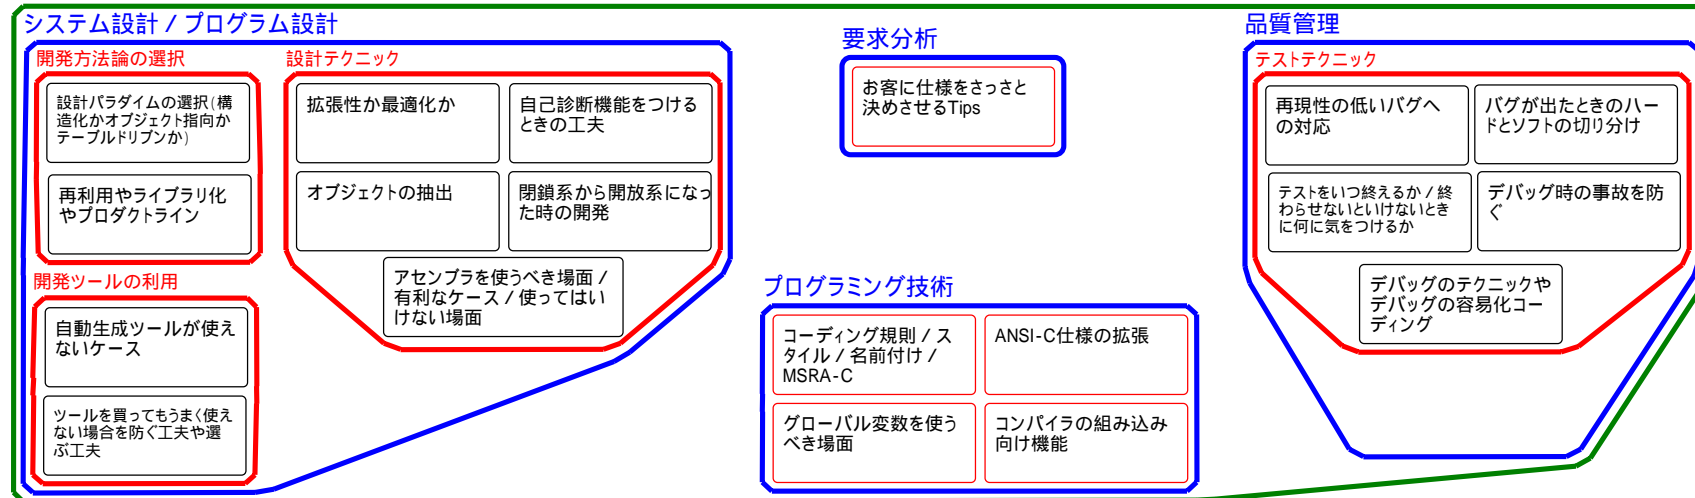 システム設計 / プログラム設計
開発方法論の選択
設計パラダイムの選択(構
造化かオブジェクト指向か
テーブルドリブンか)
再利用やライブラリ化
やプロダクトライン
開発ツールの利用
自動生成ツールが使え
ないケース
ツールを買ってもうまく使え
ない場合を防ぐ工夫や選
ぶ工夫
設計テクニック
拡張性か最適化か
自己診断機能をつける
ときの工夫
オブジェクトの抽出
閉鎖系から開放系になっ
た時の開発
アセンブラを使うべき場面 /
有利なケース / 使ってはい
けない場面
要求分析
お客に仕様をさっさと
決めさせるTips
プログラミング技術
コーディング規則 / ス
タイル / 名前付け /
MSRA-C
ANSI-C仕様の拡張
グローバル変数を使う
べき場面
コンパイラの組み込み
向け機能
品質管理
テストテクニック
再現性の低いバグへ
の対応
バグが出たときのハー
ドとソフトの切り分け
テストをいつ終えるか / 終
わらせないといけないとき
に何に気をつけるか
デバッグ時の事故を防
ぐ
デバッグのテクニックや
デバッグの容易化コー
ディング